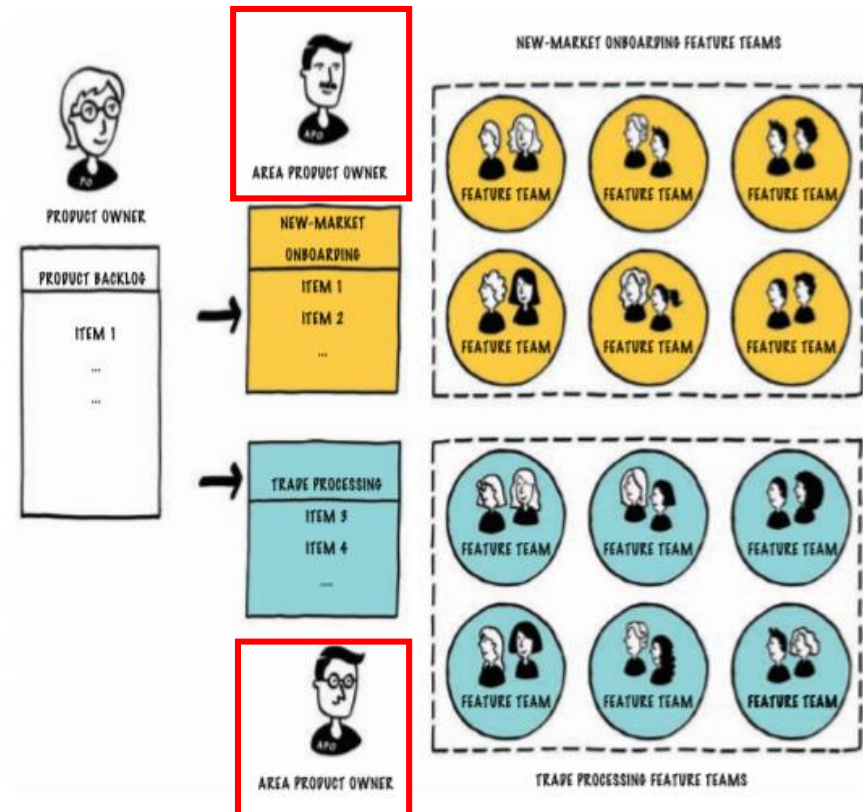 PO
PRODUCT OWNER
PRODUCT BACKLOG
ITEM 1
...
...
APO
AREA PRODUCT OWNER
NEW-MARKET
ONBOARDING
ITEM 1
ITEM 2
...
NEW-MARKET ONBOARDING FEATURE TEAMS
FEATURE TEAM
FEATURE TEAM
FEATURE TEAM
FEATURE TEAM
FEATURE TEAM
FEATURE TEAM
TRADE PROCESSING
ITEM 3
ITEM 4
....
APO
AREA PRODUCT OWNER
FEATURE TEAM
FEATURE TEAM
FEATURE TEAM
FEATURE TEAM
FEATURE TEAM
FEATURE TEAM
TRADE PROCESSING FEATURE TEAMS